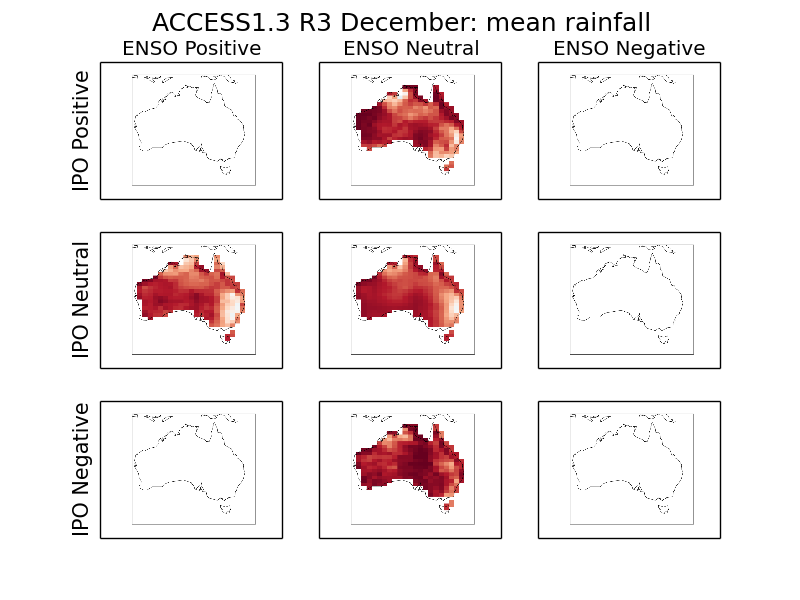 ACCESS1.3 R3 December: mean rainfall
ENSO Positive
ENSO Neutral
ENSO Negative
IPO Positive
IPO Neutral
IPO Negative